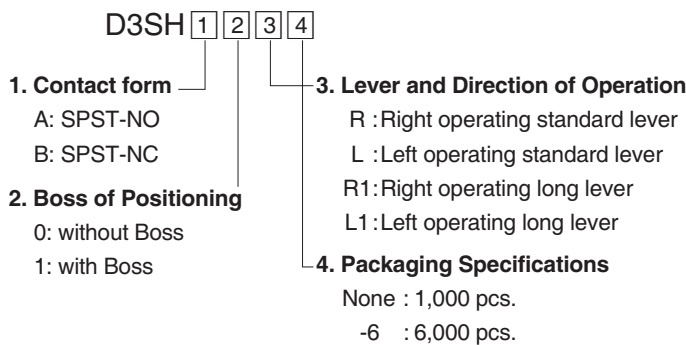 D3SH 1 2 3 4
1. Contact form
A: SPST-NO
B: SPST-NC
2. Boss of Positioning
0: without Boss
1: with Boss
3. Lever and Direction of Operation
R :Right operating standard lever
L :Left operating standard lever
R1:Right operating long lever
L1:Left operating long lever
4. Packaging Specifications
None : 1,000 pcs.
-6 : 6,000 pcs.